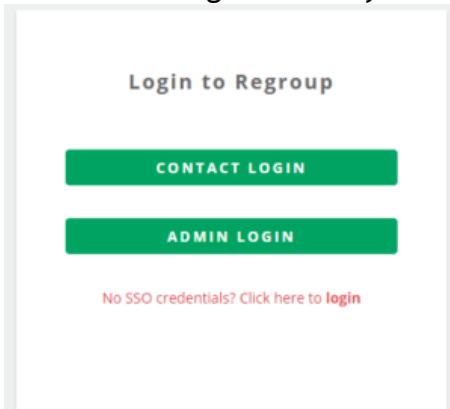 Login to Regroup
CONTACT LOGIN
ADMIN LOGIN
No SSO credentials? Click here to login